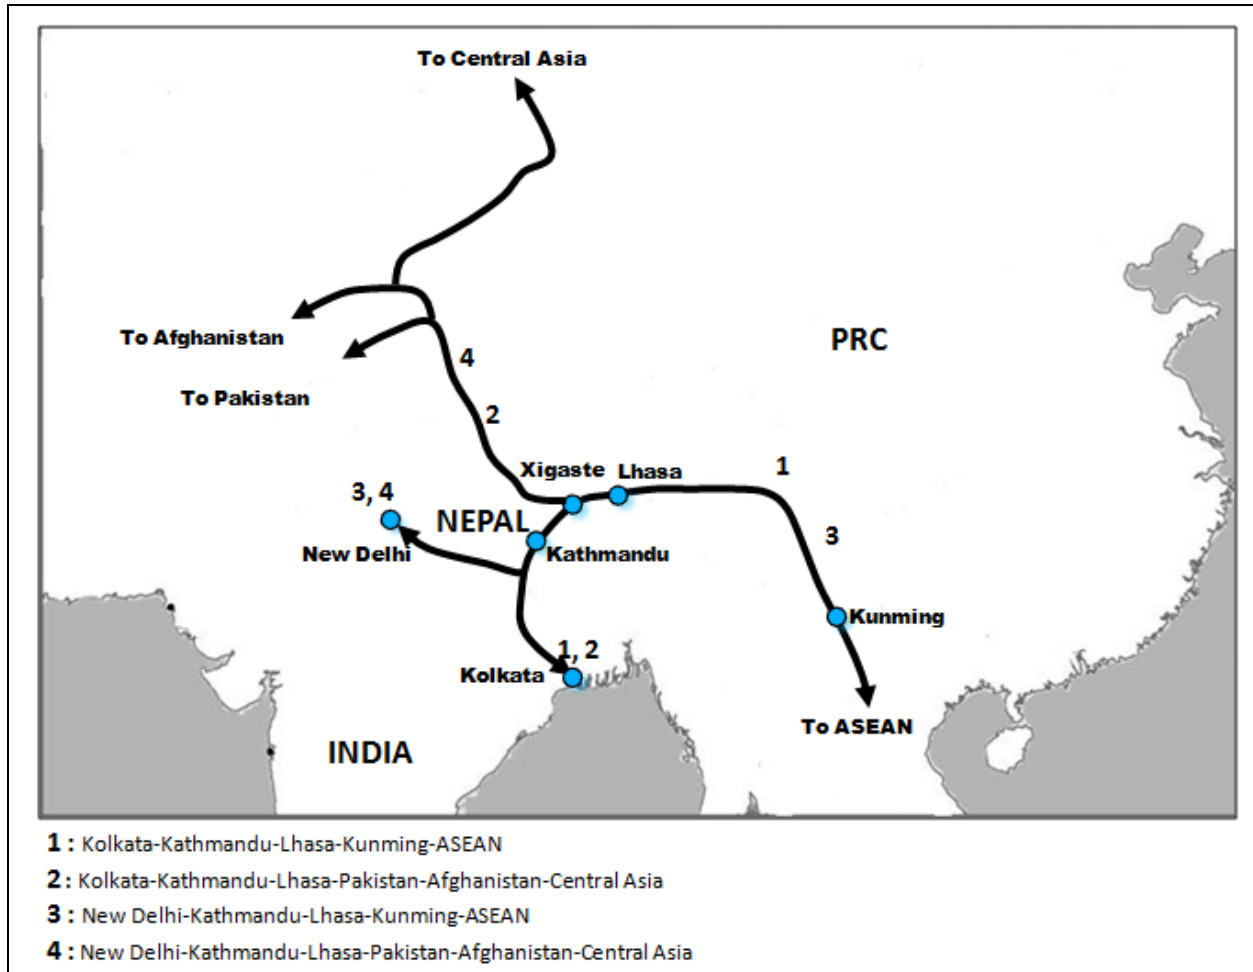 To Central Asia
To Afghanistan
PRC
4
To Pakistan
2
Xigaste
Lhasa
1
3, 4
NEPAL
3
New Delhi
Kathmandu
Kunming
1, 2
Kolkata
To ASEAN
INDIA
1 : Kolkata-Kathmandu-Lhasa-Kunming-ASEAN
2 : Kolkata-Kathmandu-Lhasa-Pakistan-Afghanistan-Central Asia
3 : New Delhi-Kathmandu-Lhasa-Kunming-ASEAN
4 : New Delhi-Kathmandu-Lhasa-Pakistan-Afghanistan-Central Asia